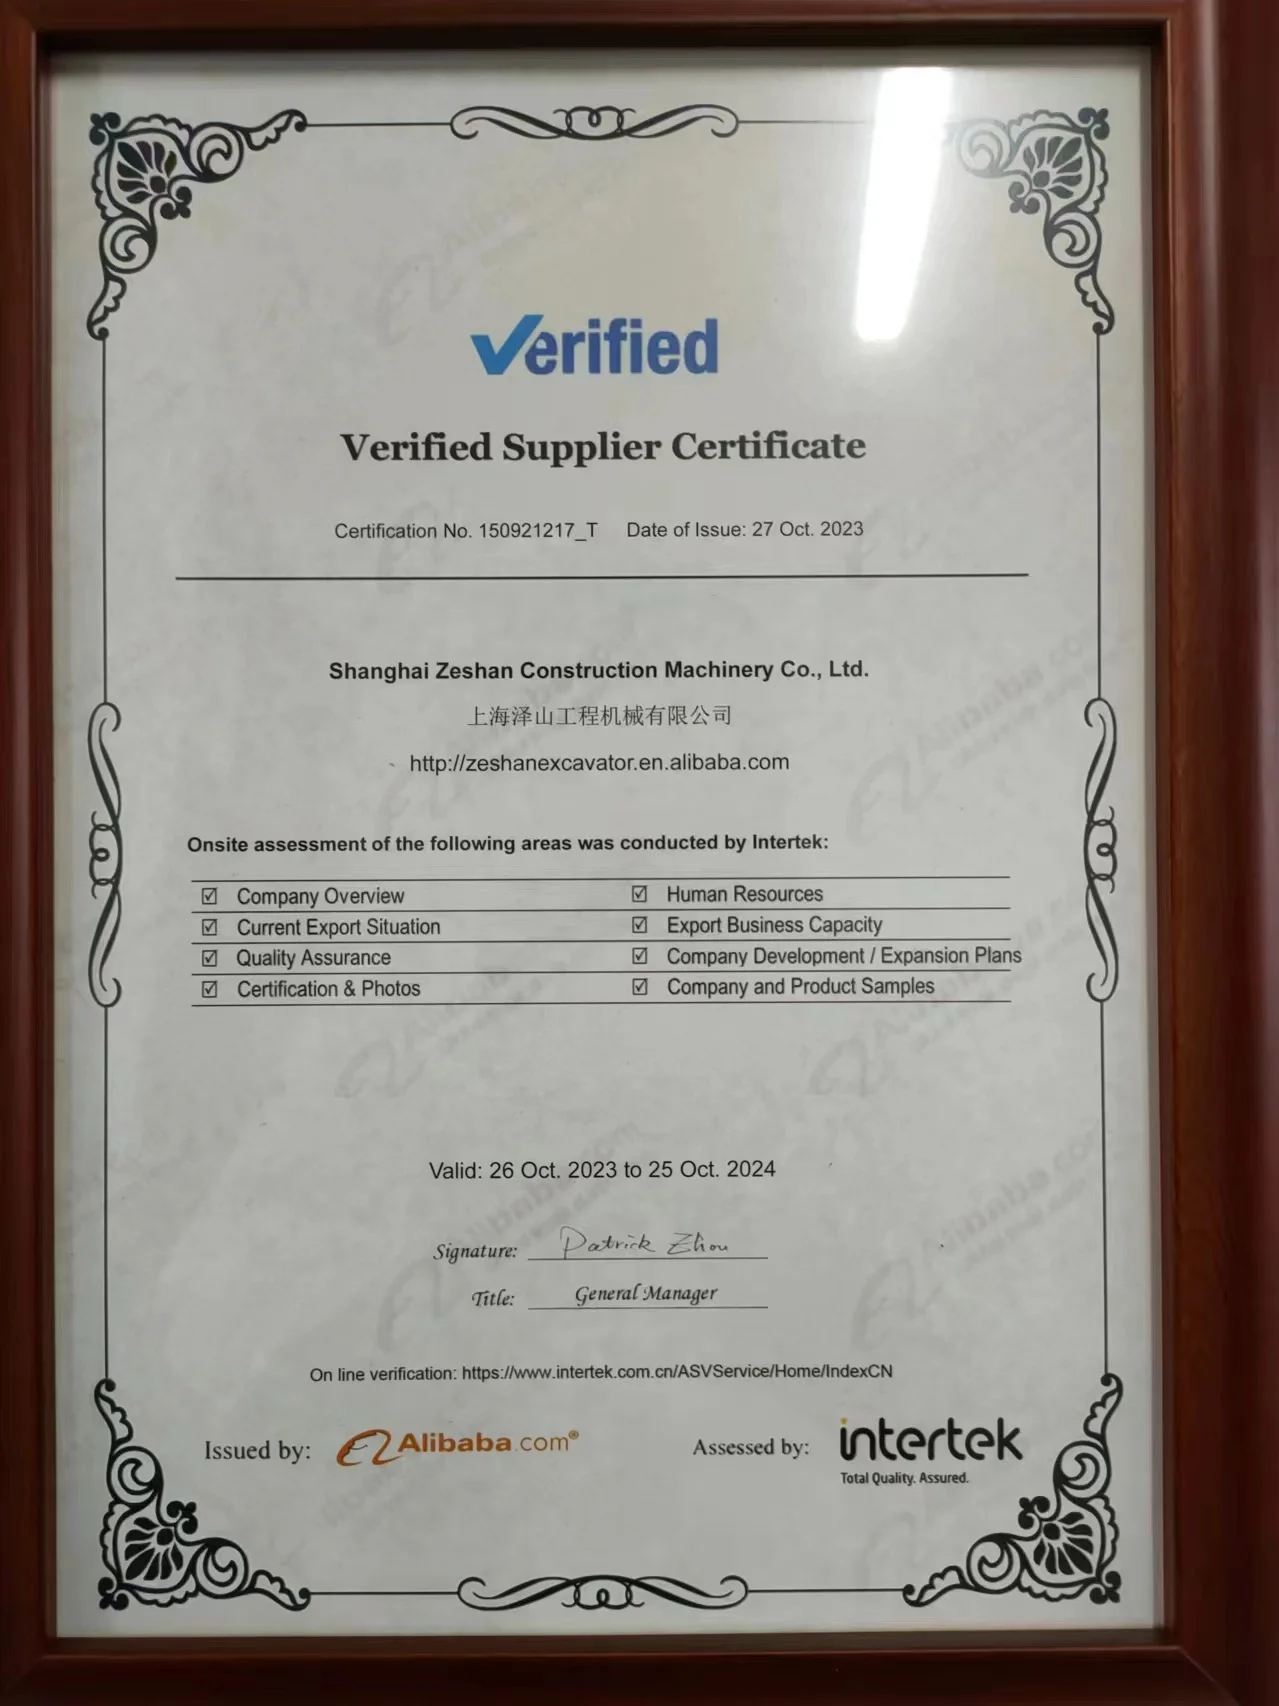 Verified
Verified Supplier Certificate
Certification No. 150921217_T Date of Issue: 27 Oct. 2023
Shanghai Zeshan Construction Machinery Co., Ltd.
上海泽山工程机械有限公司
http://zeshanexcavator.en.alibaba.com
Onsite assessment of the following areas was conducted by Intertek:
☑ Company Overview ☑ Human Resources
☑ Current Export Situation ☑ Export Business Capacity
☑ Quality Assurance ☑ Company Development / Expansion Plans
☑ Certification & Photos ☑ Company and Product Samples
Valid: 26 Oct. 2023 to 25 Oct. 2024
Signature: Patrick Zhou
Title: General Manager
On line verification: https://www.intertek.com.cn/ASVService/Home/IndexCN
Issued by: Alibaba.com® Assessed by: intertek
Total Quality. Assured.